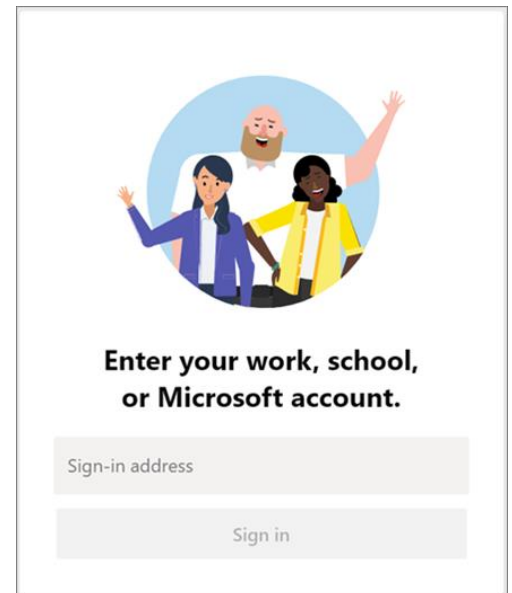 Enter your work, school,
or Microsoft account.
Sign-in address
Sign in